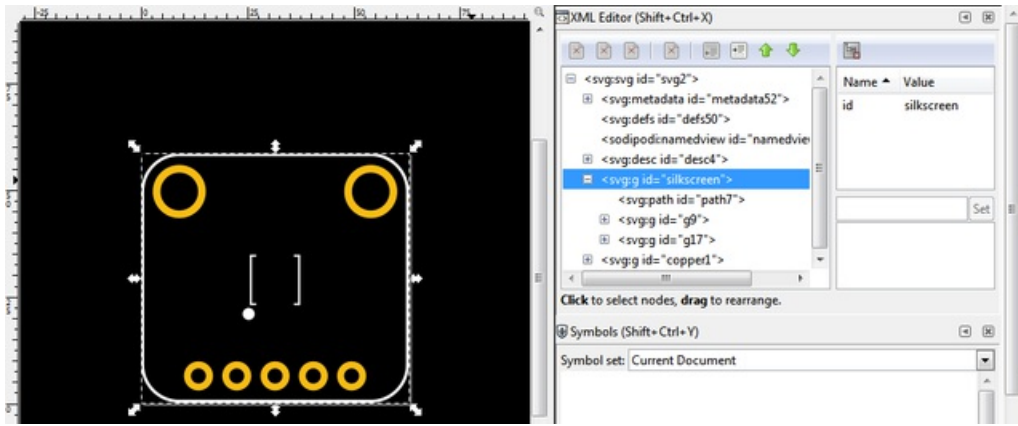 -25 0 25 50 75
XML Editor (Shift+Ctrl+X)
Name Value
<svg:svg id="svg2">
<svg:metadata id="metadata52">
id silkscreen
<svg:defs id="defs50">
<sodipodi:namedview id="namedview
<svg:desc id="desc4">
<svg:g id="silkscreen">
<svg:path id="path7">
<svg:g id="g9">
Set
<svg:g id="g17">
<svg:g id="copper1">
Click to select nodes, drag to rearrange.
Symbols (Shift+Ctrl+Y)
Symbol set: Current Document